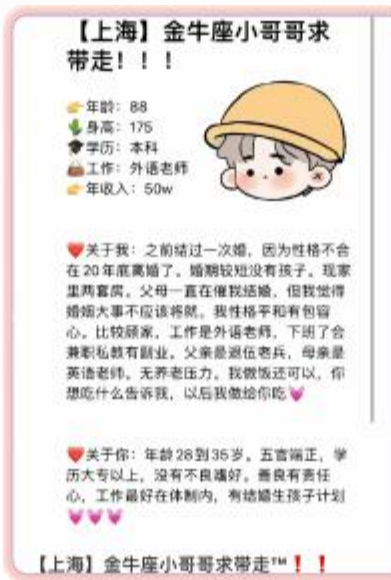 【上海】金牛座小哥哥求
带走！！！
👉年龄：88
🌵身高：175
🎓学历：本科
👜工作：外语老师
👉年收入：50w
❤️关于我：之前结过一次婚，因为性格不合
在20年底离婚了。婚期较短没有孩子。现家
里两套房。父母一直在催我结婚，但我觉得
婚姻大事不应该将就。我性格平和有包容
心。比较顾家，工作是外语老师，下班了会
兼职私教有副业。父亲是退伍老兵，母亲是
英语老师。无养老压力。我做饭还可以，你
想吃什么告诉我，以后我做给你吃💓
❤️关于你：年龄28到35岁。五官端正，学
历大专以上，没有不良嗜好。善良有责任
心，工作最好在体制内，有结婚生孩子计划
💓💓💓
【上海】金牛座小哥哥求带走™❗❗